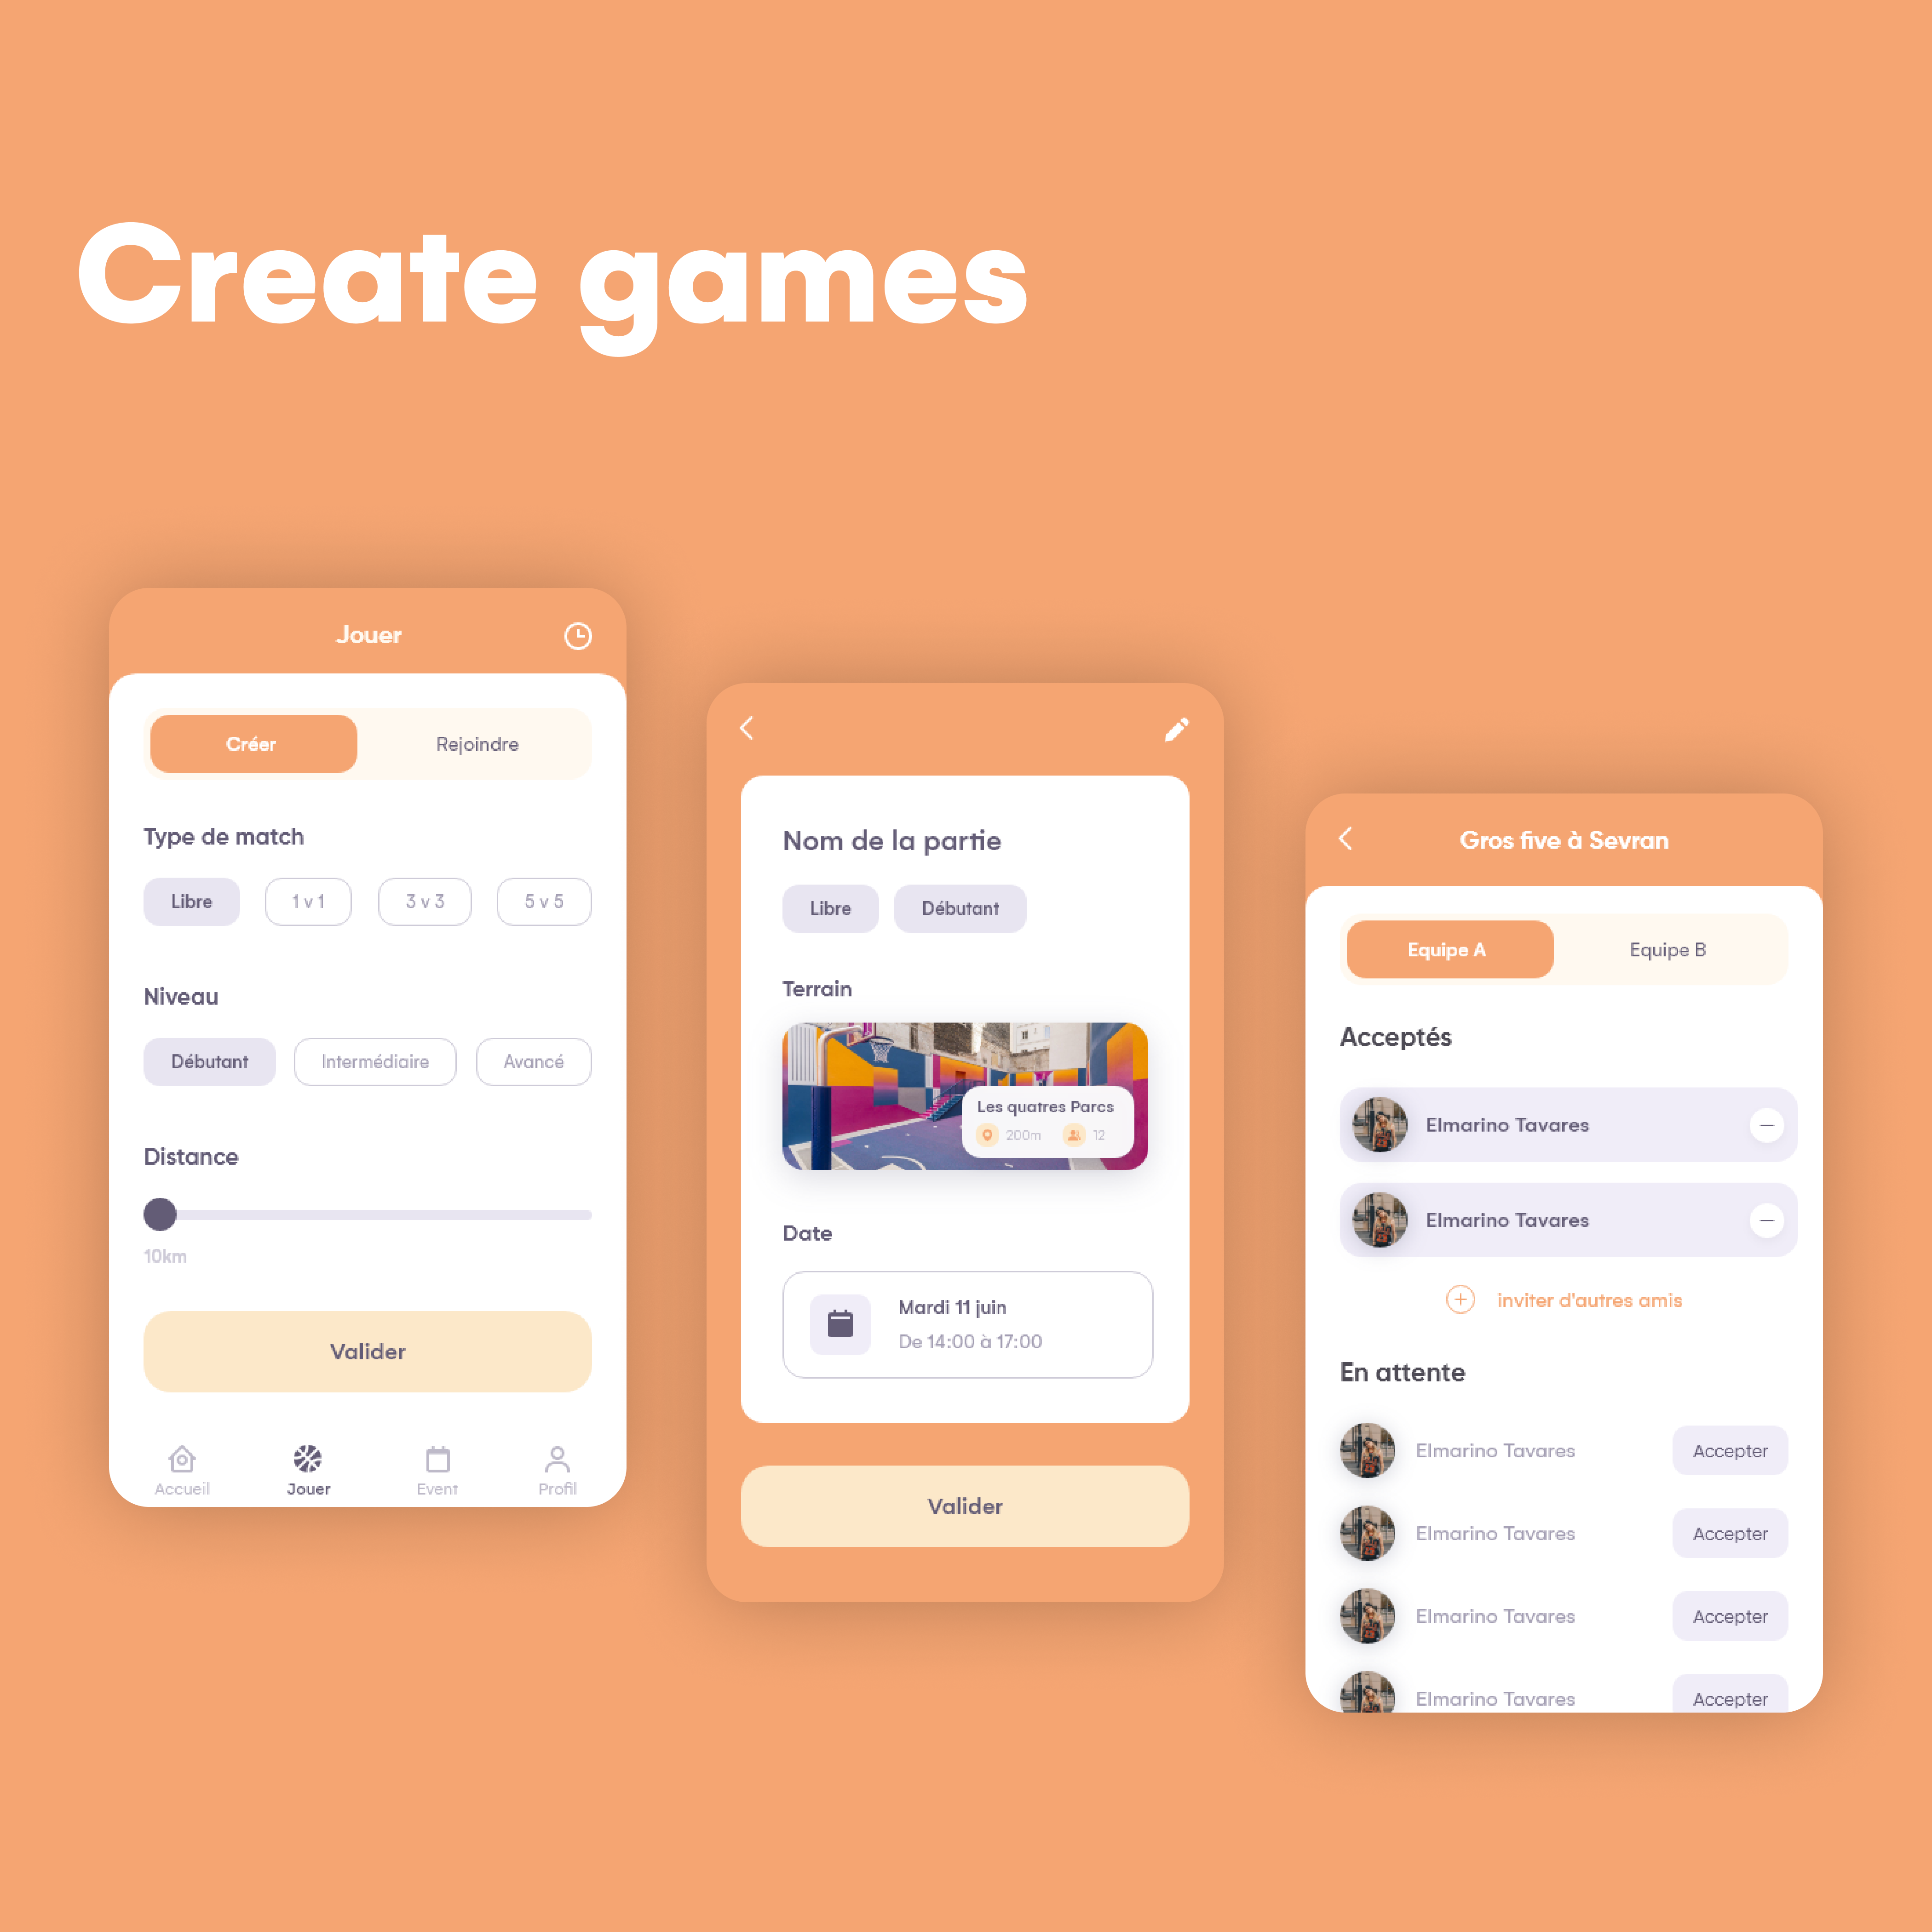 Create games
Jouer
Créer
Rejoindre
Type de match
Libre
1 v 1
3 v 3
5 v 5
Niveau
Débutant
Intermédiaire
Avancé
Distance
10km
Valider
Accueil
Jouer
Event
Profil
Nom de la partie
Libre
Débutant
Terrain
Les quatres Parcs
200m
12
Date
Mardi 11 juin
De 14:00 à 17:00
Valider
Gros five à Sevran
Equipe A
Equipe B
Acceptés
Elmarino Tavares
Elmarino Tavares
inviter d'autres amis
En attente
Elmarino Tavares
Accepter
Elmarino Tavares
Accepter
Elmarino Tavares
Accepter
Elmarino Tavares
Accepter